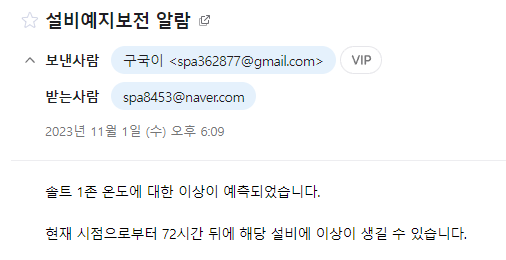 설비예지보전 알람
보낸사람 구국이 <spa362877@gmail.com> VIP
받는사람 spa8453@naver.com
2023년 11월 1일 (수) 오후 6:09
솔트 1존 온도에 대한 이상이 예측되었습니다.
현재 시점으로부터 72시간 뒤에 해당 설비에 이상이 생길 수 있습니다.